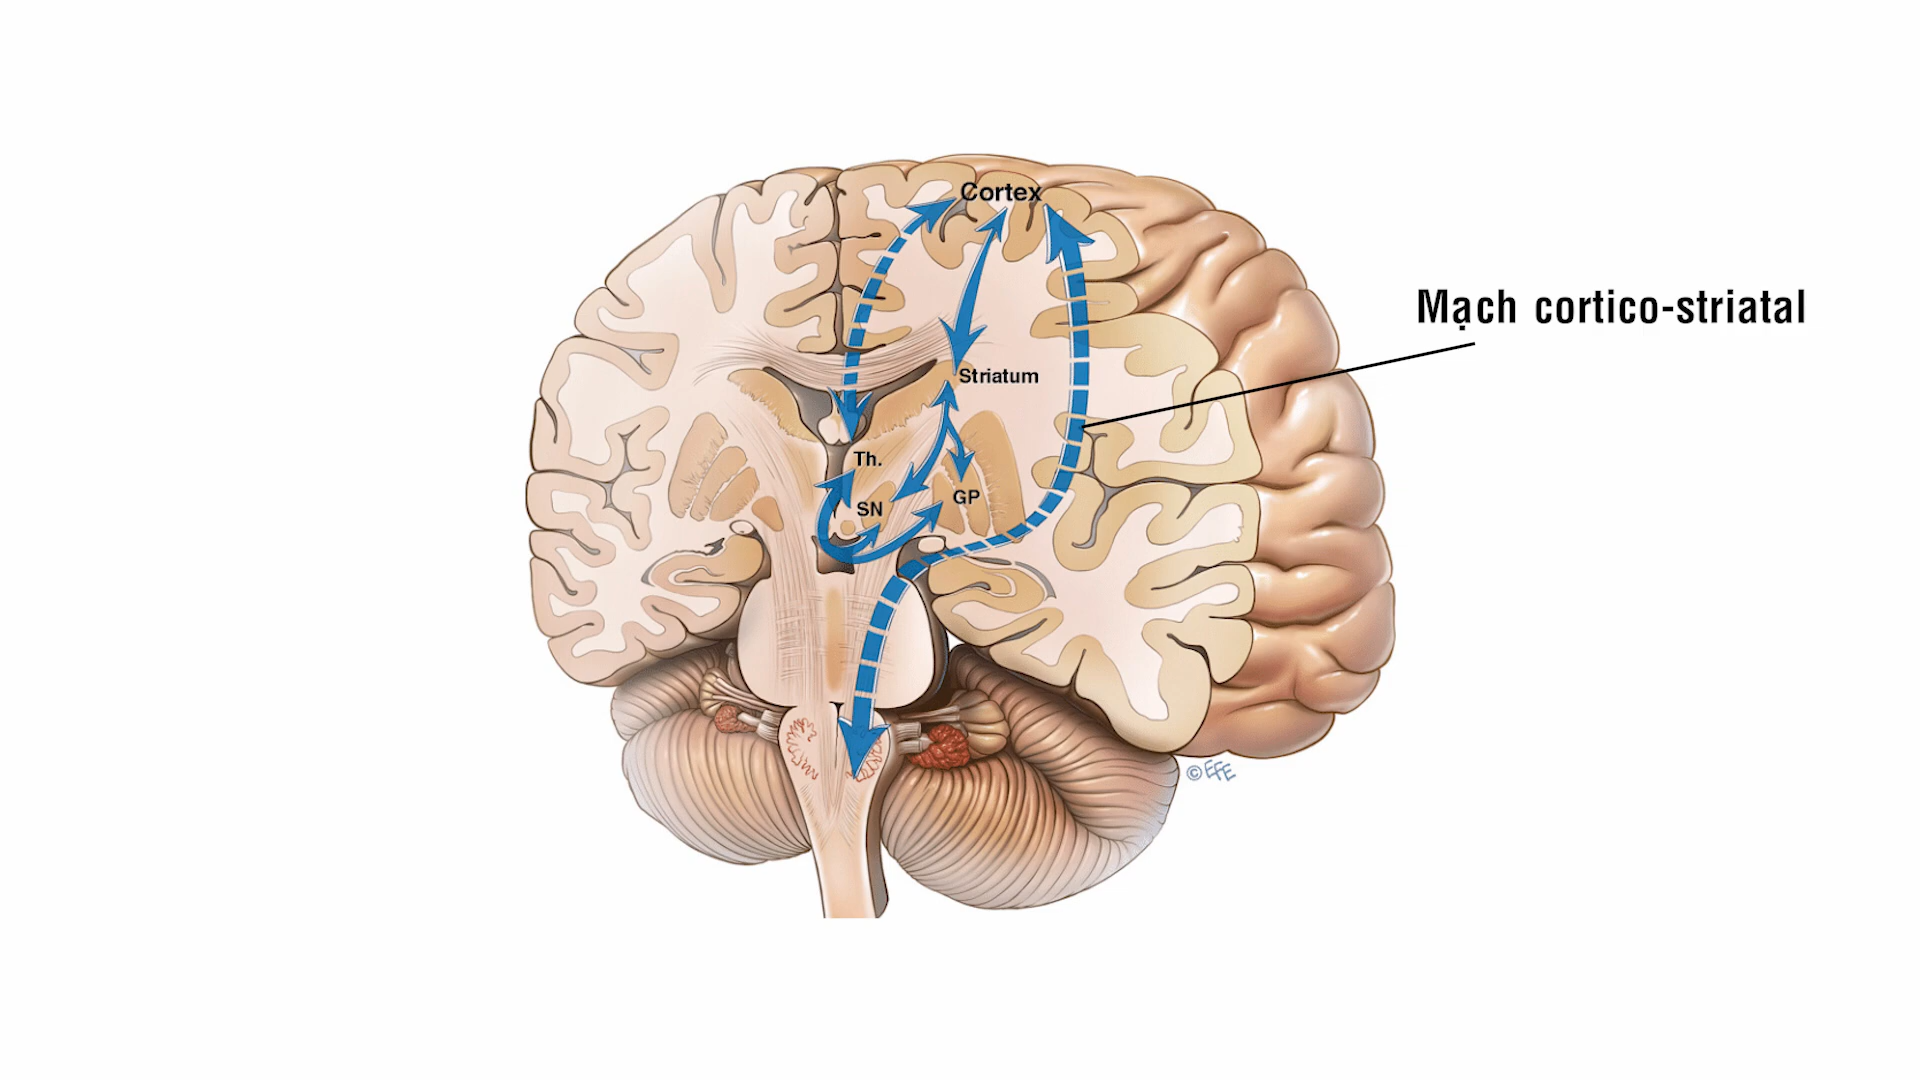 Cortex
Mạch cortico-striatal
Striatum
Th.
GP
SN
©EFE